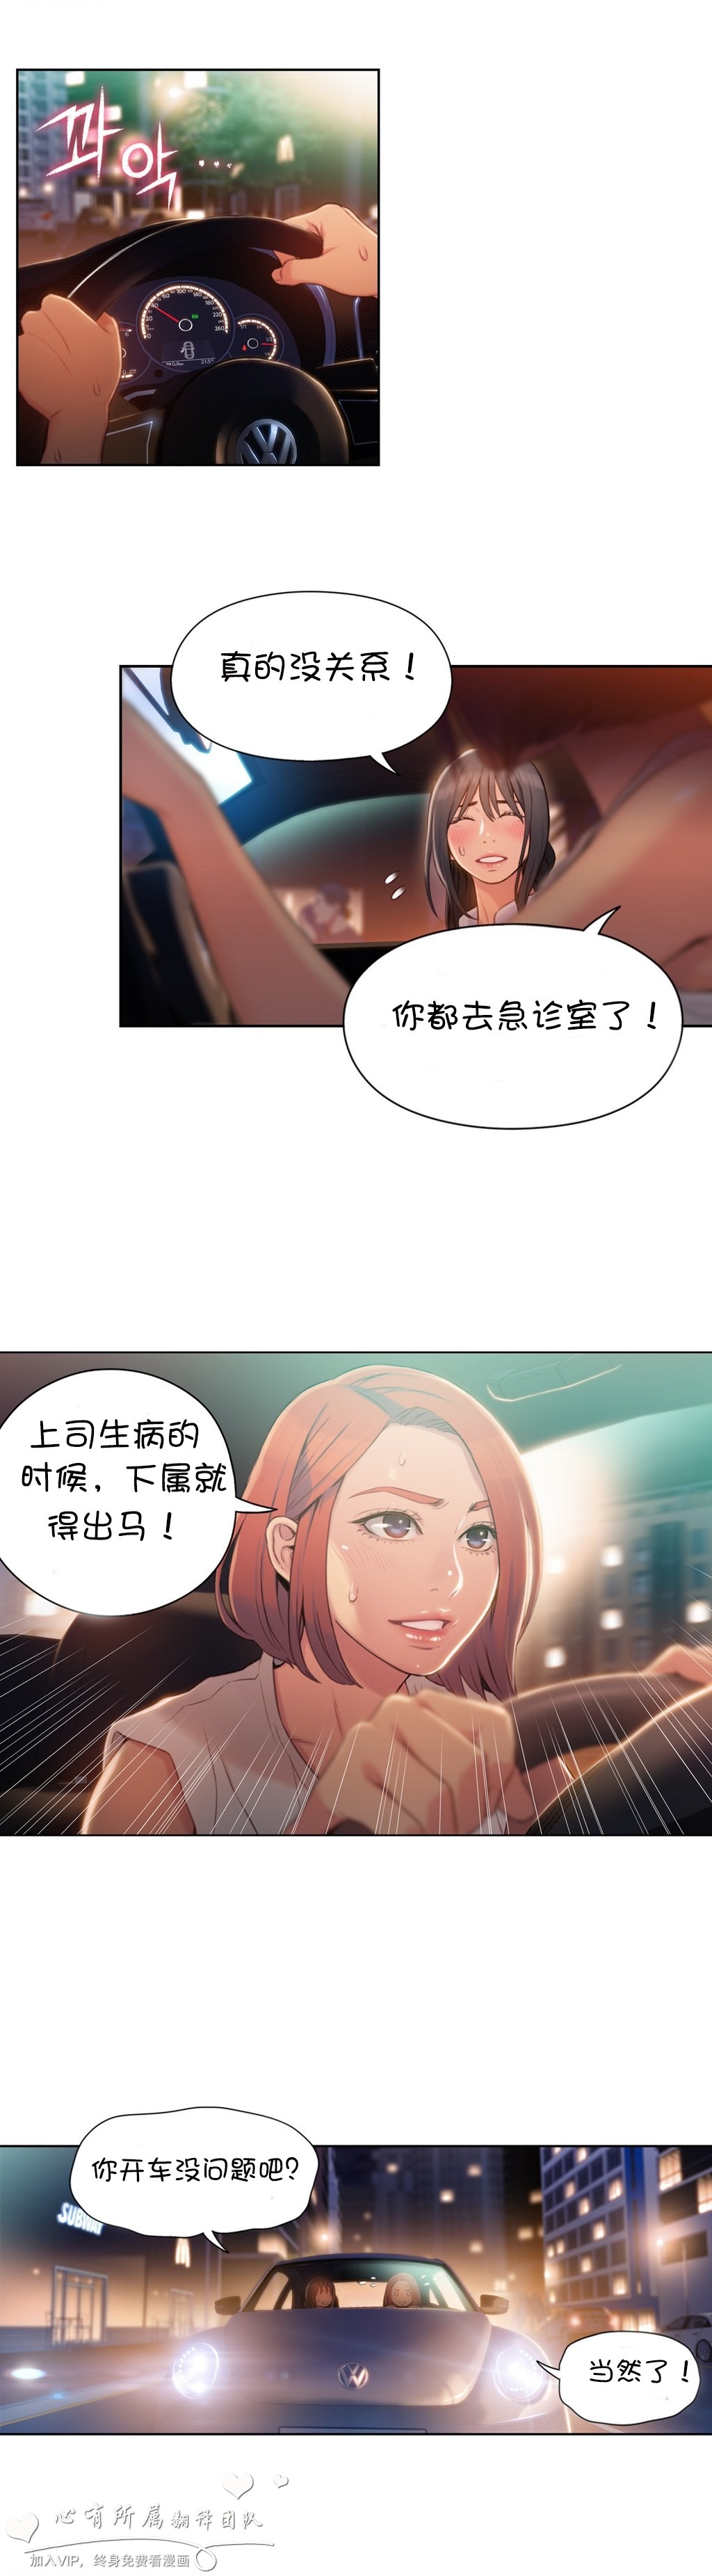 꽈악...
真的没关系！
你都去急诊室了！
上司生病的
时候，下属就
得出马！
你开车没问题吧？
SUBWAY
当然了！
心有所属翻译团队
加入VIP，终身免费看漫画